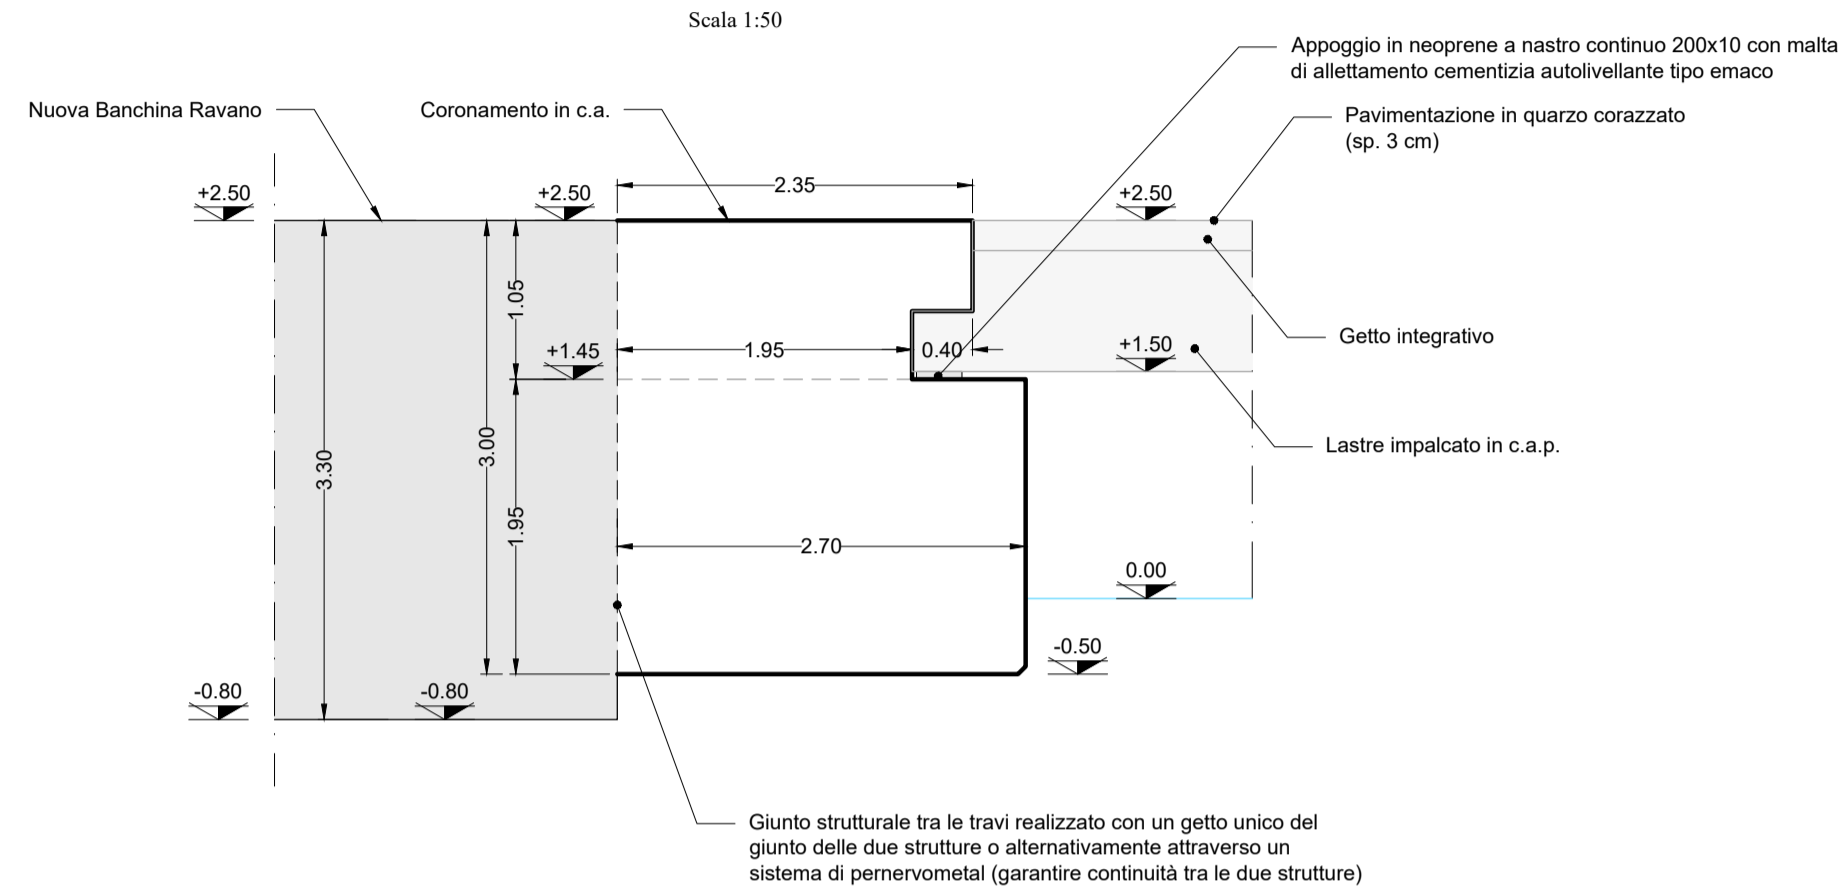 Scala 1:50
Appoggio in neoprene a nastro continuo 200x10 con malta
di allettamento cementizia autolivellante tipo emaco
Nuova Banchina Ravano
Coronamento in c.a.
Pavimentazione in quarzo corazzato
(sp. 3 cm)
+2.50
+2.50
2.35
+2.50
1.05
Getto integrativo
+1.45
1.95
0.40
+1.50
3.30
3.00
Lastre impalcato in c.a.p.
1.95
2.70
0.00
-0.50
-0.80
-0.80
Giunto strutturale tra le travi realizzato con un getto unico del
giunto delle due strutture o alternativamente attraverso un
sistema di pernervometal (garantire continuità tra le due strutture)